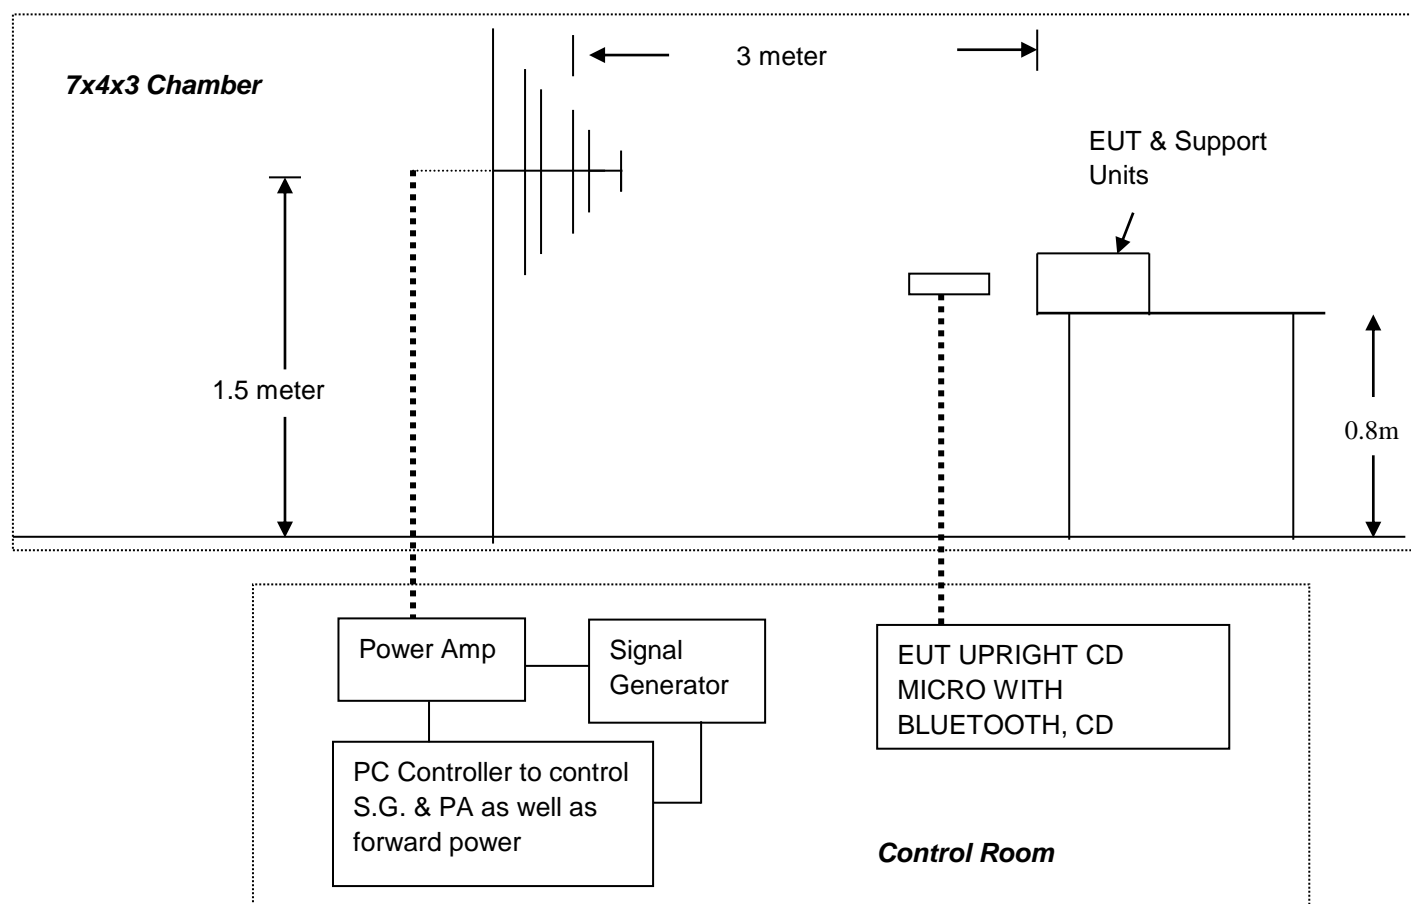 7x4x3 Chamber
3 meter
EUT & Support
Units
1.5 meter
0.8m
Power Amp
Signal
Generator
EUT UPRIGHT CD
MICRO WITH
BLUETOOTH, CD
PC Controller to control
S.G. & PA as well as
forward power
Control Room